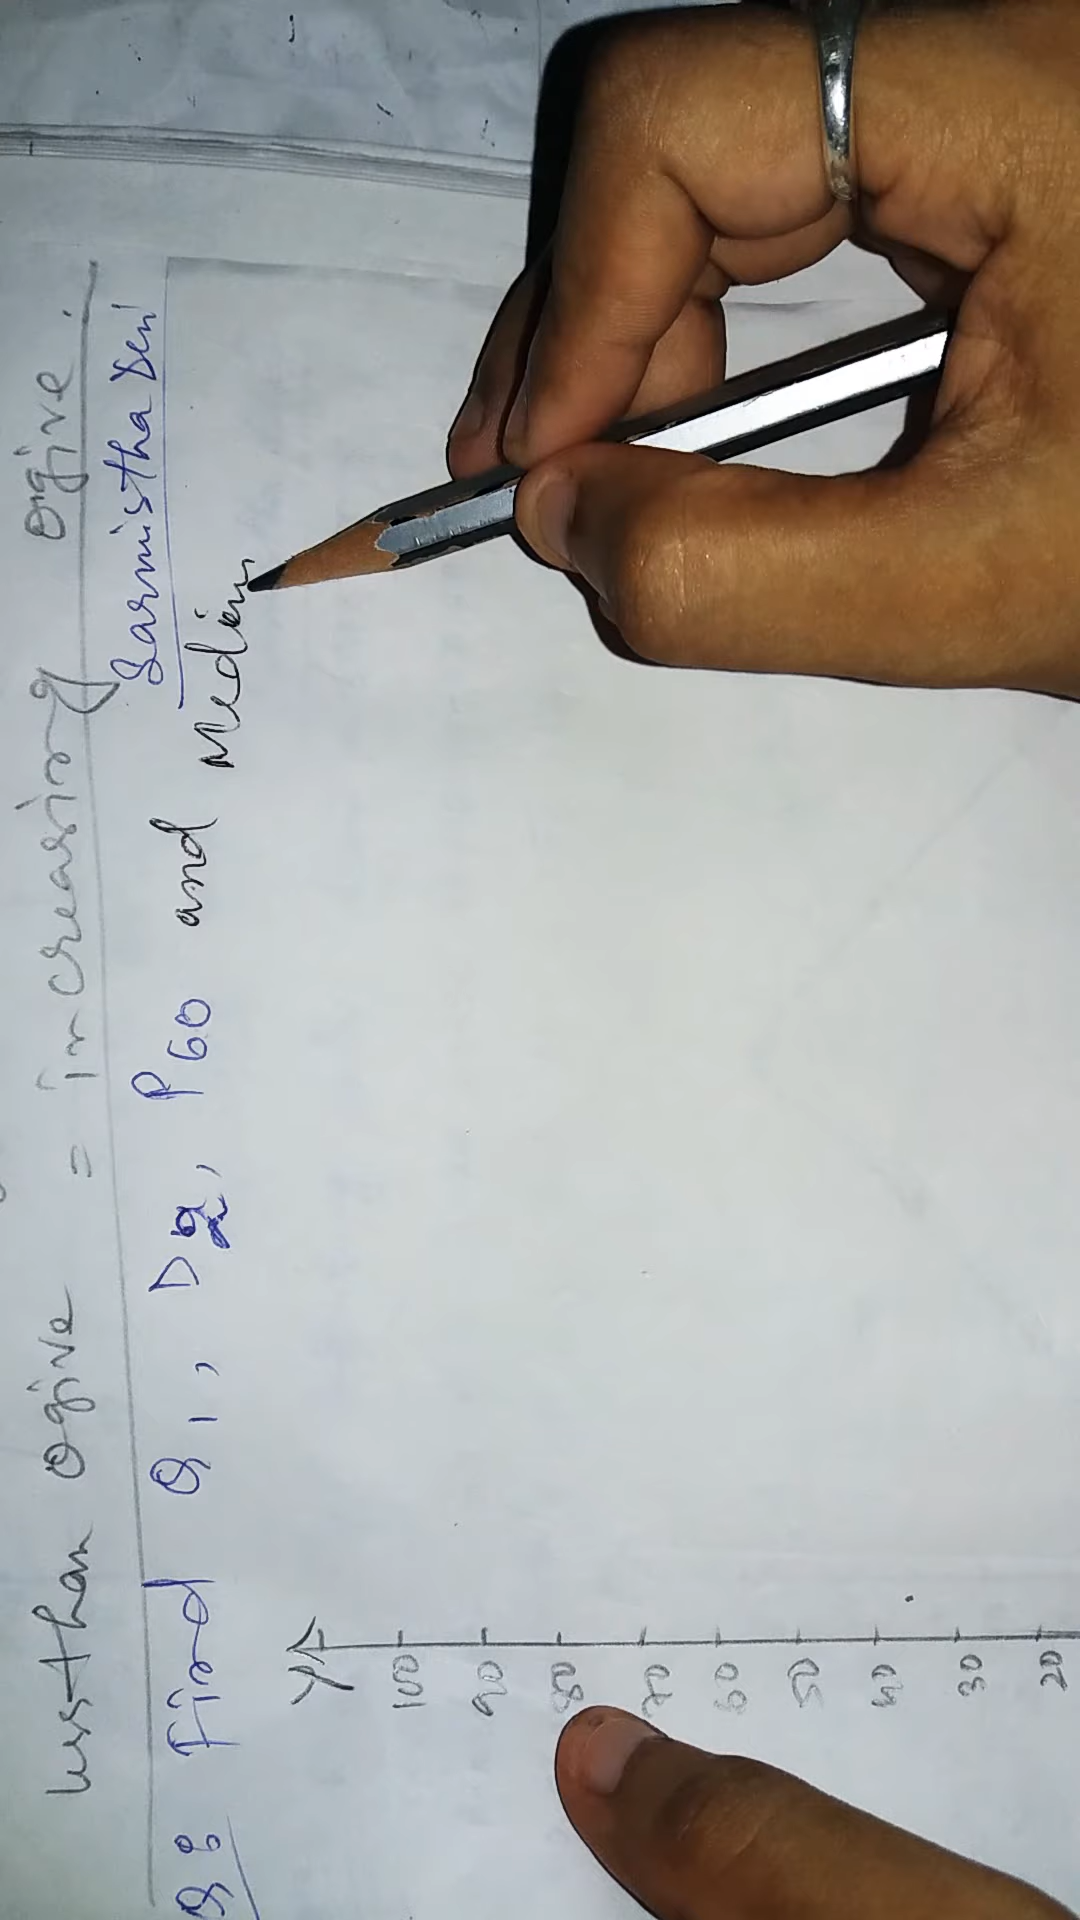 less than ogive = increasing ogive.
Sarmistha Deri
Q: Find Q1, D2, P60 and Median
Y
100
90
80
70
60
50
40
30
20